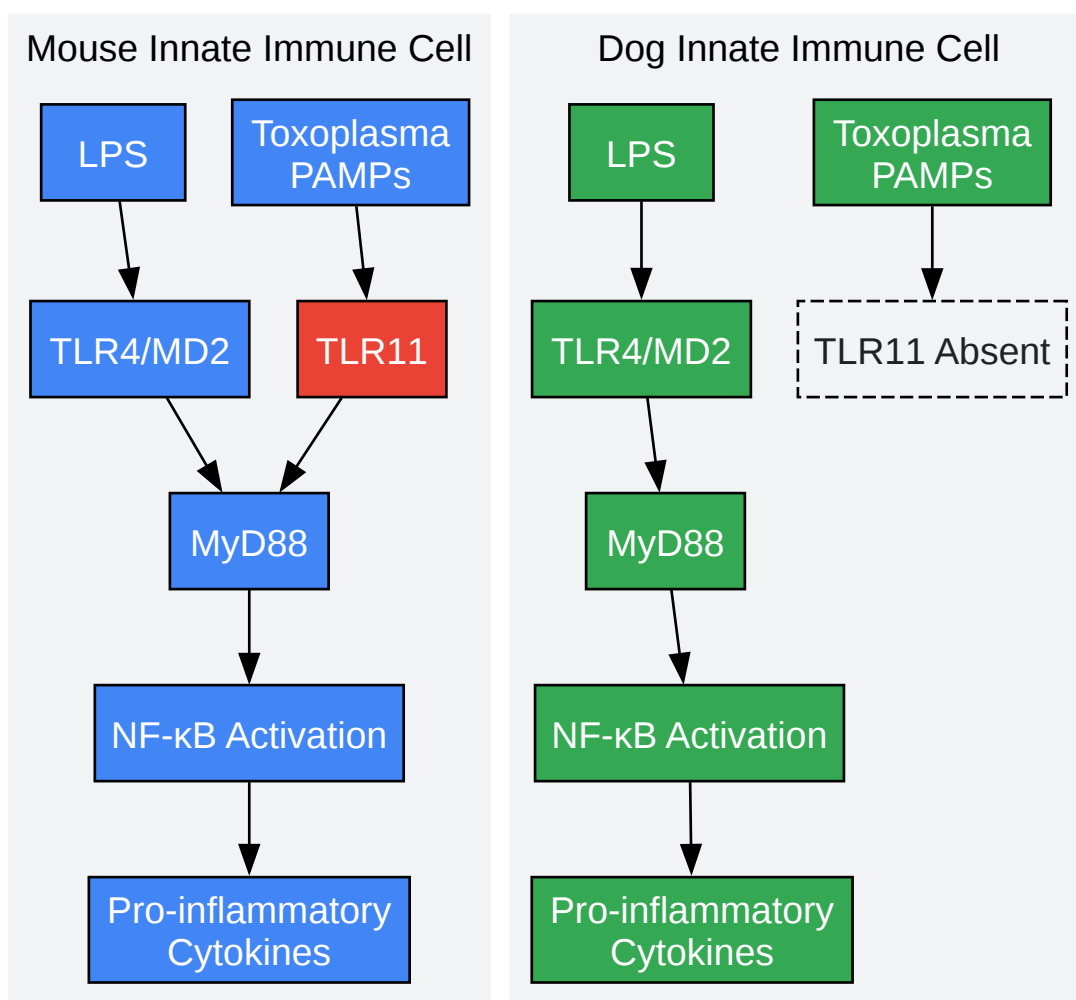 Mouse Innate Immune Cell
LPS
Toxoplasma
PAMPs
TLR4/MD2
TLR11
MyD88
NF-κB Activation
Pro-inflammatory
Cytokines
Dog Innate Immune Cell
LPS
Toxoplasma
PAMPs
TLR4/MD2
TLR11 Absent
MyD88
NF-κB Activation
Pro-inflammatory
Cytokines